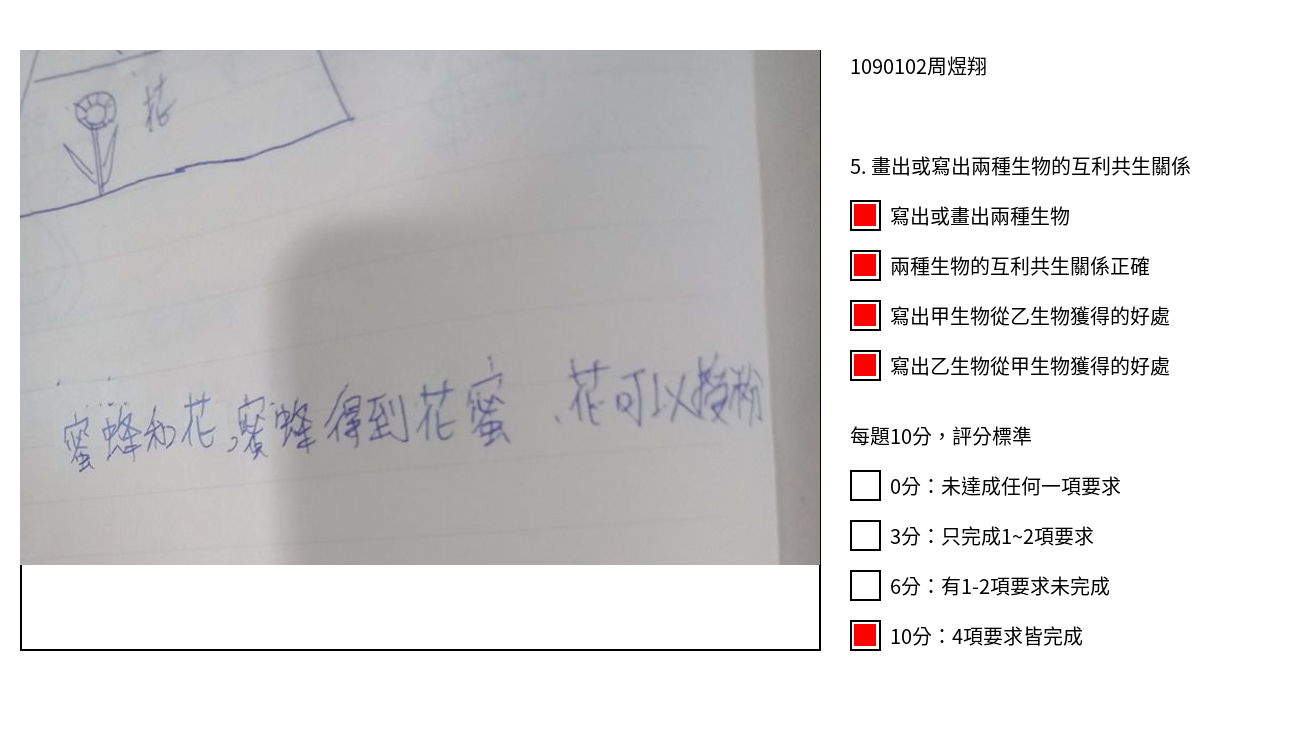 花
蜜蜂和花,蜜蜂得到花蜜、花可以授粉
1090102周煜翔
5. 畫出或寫出兩種生物的互利共生關係
寫出或畫出兩種生物
兩種生物的互利共生關係正確
寫出甲生物從乙生物獲得的好處
寫出乙生物從甲生物獲得的好處
每題10分,評分標準
0分:未達成任何一項要求
3分:只完成1~2項要求
6分:有1-2項要求未完成
10分:4項要求皆完成